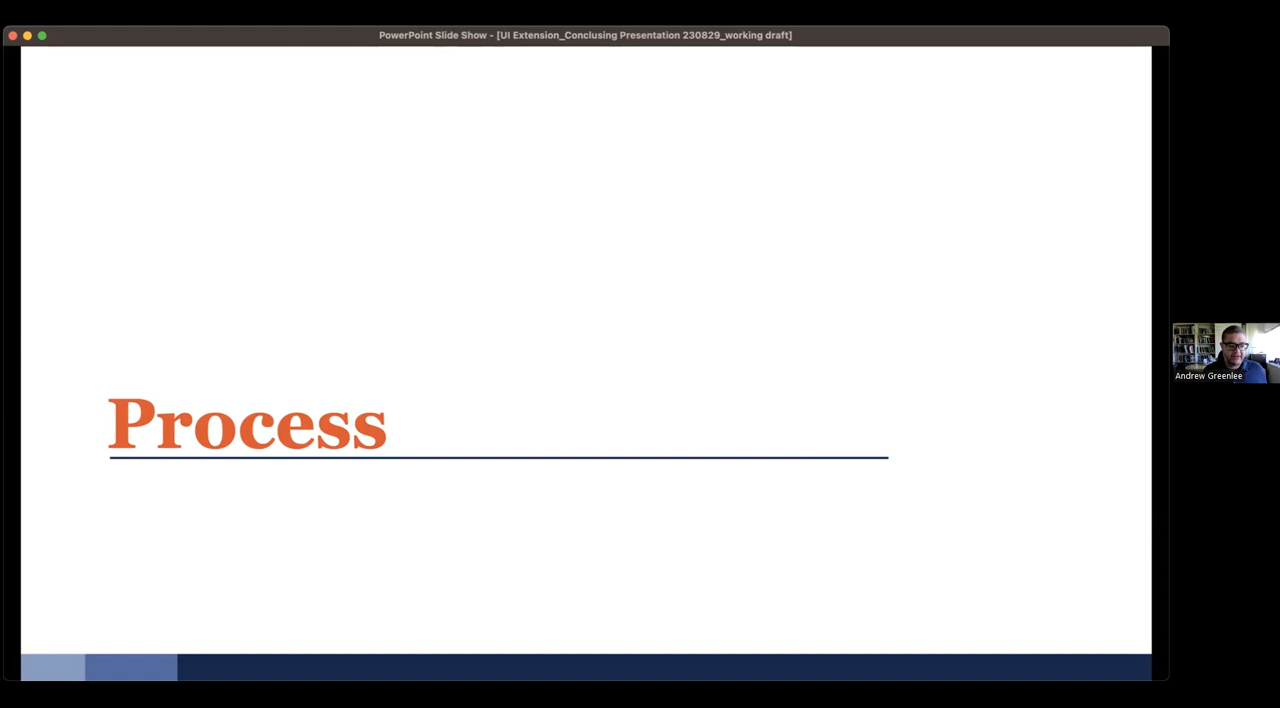 PowerPoint Slide Show - [UI Extension_Conclusing Presentation 230829_working draft]
Process
Andrew Greenlee